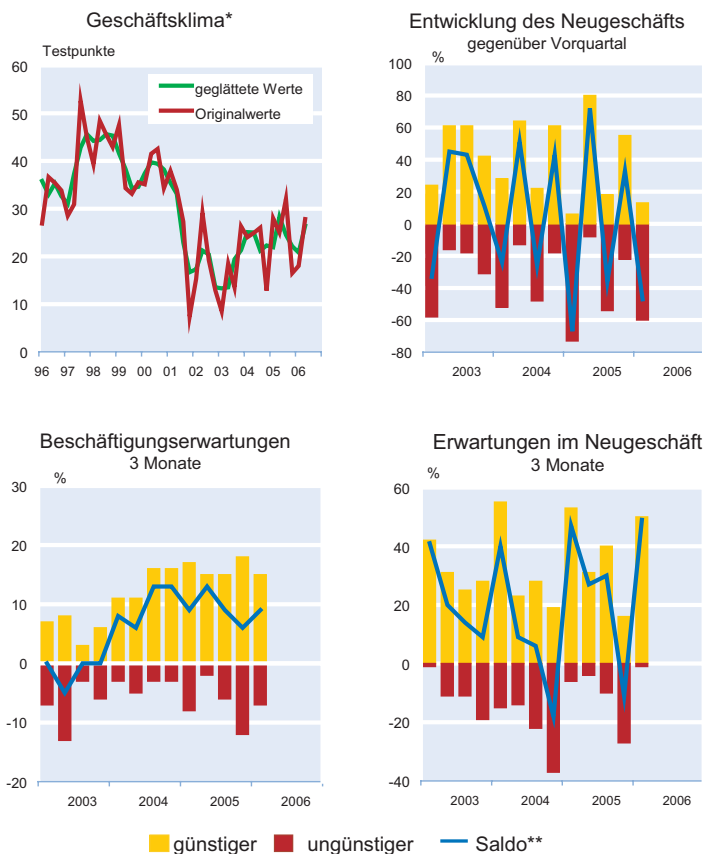 Geschäftsklima*
Testpunkte
60
50
40
30
20
10
0
geglättete Werte
Originalwerte
96 97 98 99 00 01 02 03 04 05 06
Entwicklung des Neugeschäfts
gegenüber Vorquartal
%
100
80
60
40
20
0
-20
-40
-60
-80
2003 2004 2005 2006
Beschäftigungserwartungen
3 Monate
%
30
20
10
0
-10
-20
2003 2004 2005 2006
Erwartungen im Neugeschäft
3 Monate
%
60
40
20
0
-20
-40
2003 2004 2005 2006
günstiger ungünstiger Saldo**